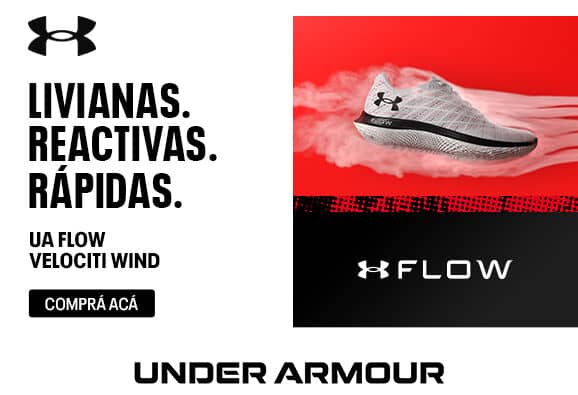 LIVIANAS.
REACTIVAS.
RÁPIDAS.
UA FLOW
VELOCITI WIND
COMPRÁ ACÁ
FLOW
UNDER ARMOUR